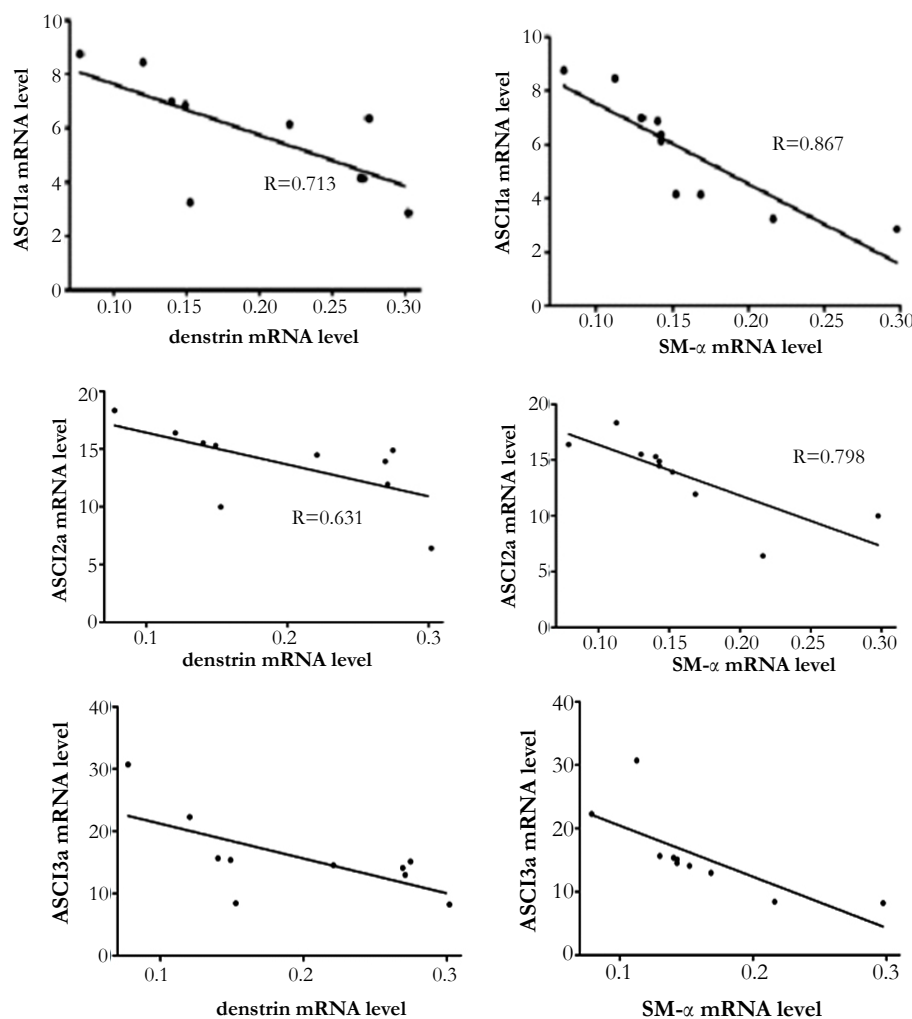 ASCI1a mRNA level
10
8
6
4
2
0
R=0.713
0.10 0.15 0.20 0.25 0.30
denstrin mRNA level
ASCI1a mRNA level
10
8
6
4
2
0
R=0.867
0.10 0.15 0.20 0.25 0.30
SM-α mRNA level
ASCI2a mRNA level
20
15
10
5
0
R=0.631
0.1 0.2 0.3
denstrin mRNA level
ASCI2a mRNA level
20
15
10
5
0
R=0.798
0.10 0.15 0.20 0.25 0.30
SM-α mRNA level
ASCI3a mRNA level
40
30
20
10
0
0.1 0.2 0.3
denstrin mRNA level
ASCI3a mRNA level
40
30
20
10
0
0.1 0.2 0.3
SM-α mRNA level